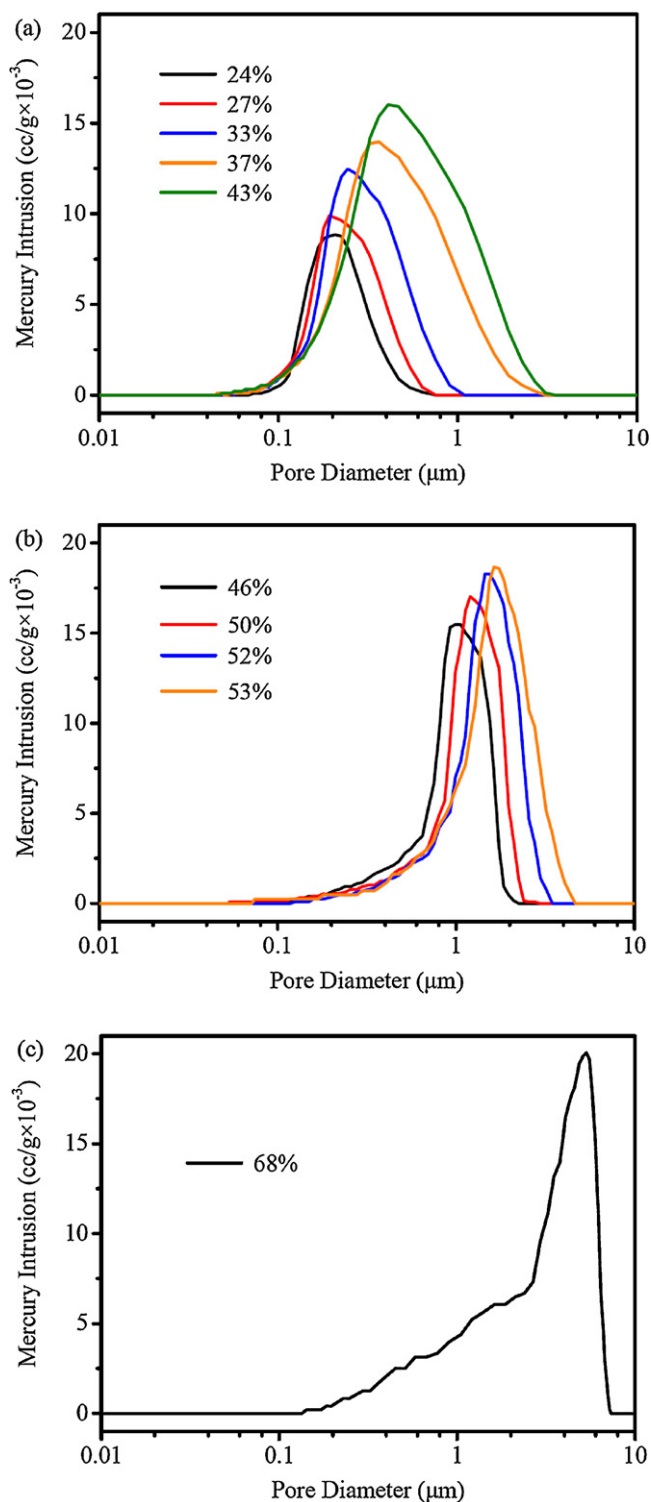 (a)
20
15
10
5
0
Mercury Intrusion (cc/g×10⁻³)
24%
27%
33%
37%
43%
0.01 0.1 1 10
Pore Diameter (μm)
(b)
20
15
10
5
0
Mercury Intrusion (cc/g×10⁻³)
46%
50%
52%
53%
0.01 0.1 1 10
Pore Diameter (μm)
(c)
20
15
10
5
0
Mercury Intrusion (cc/g×10⁻³)
68%
0.01 0.1 1 10
Pore Diameter (μm)